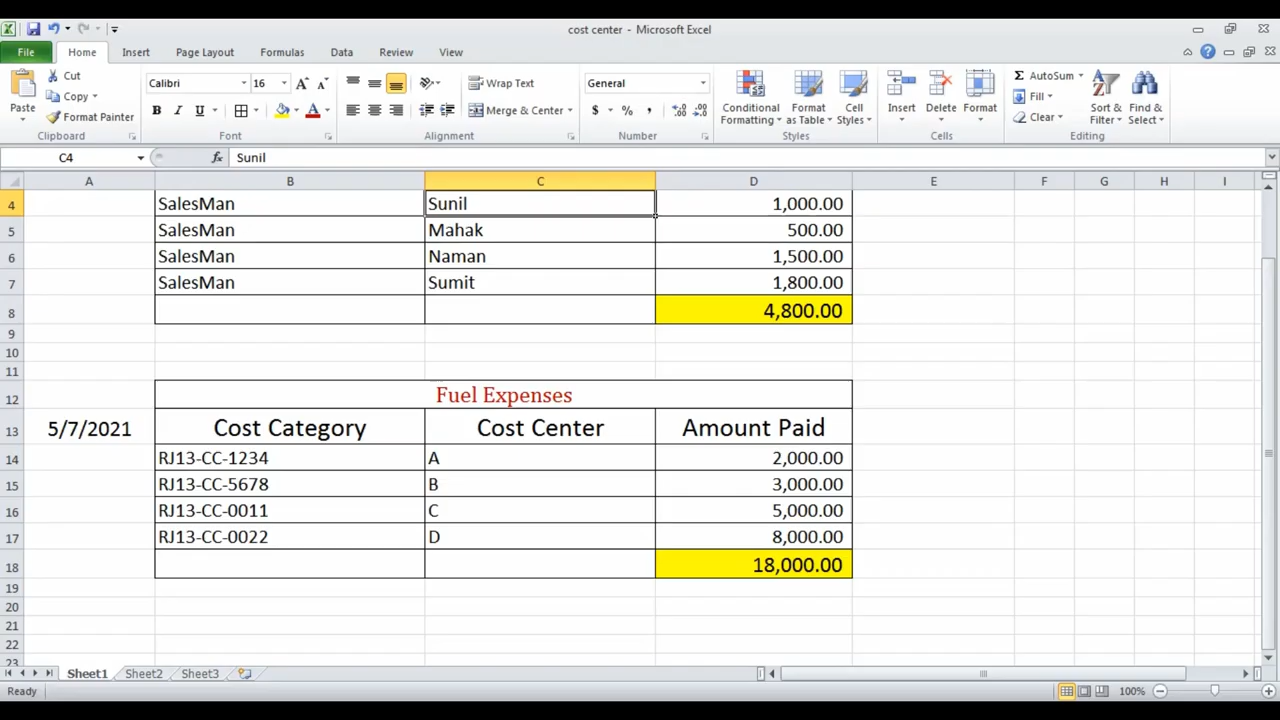 cost center - Microsoft Excel
File Home Insert Page Layout Formulas Data Review View
Paste
Cut
Copy
Format Painter
Clipboard
Calibri 16
B I U
Font
Wrap Text
Merge & Center
Alignment
General
$ % ,
Number
Conditional Formatting
Format as Table
Cell Styles
Styles
Insert Delete Format
Cells
AutoSum
Fill
Clear
Sort & Filter
Find & Select
Editing
C4 fx Sunil
A B C D E F G H I
4 SalesMan Sunil 1,000.00
5 SalesMan Mahak 500.00
6 SalesMan Naman 1,500.00
7 SalesMan Sumit 1,800.00
8 4,800.00
9
10
11
12 Fuel Expenses
13 5/7/2021 Cost Category Cost Center Amount Paid
14 RJ13-CC-1234 A 2,000.00
15 RJ13-CC-5678 B 3,000.00
16 RJ13-CC-0011 C 5,000.00
17 RJ13-CC-0022 D 8,000.00
18 18,000.00
19
20
21
22
23
Sheet1 Sheet2 Sheet3
Ready 100%